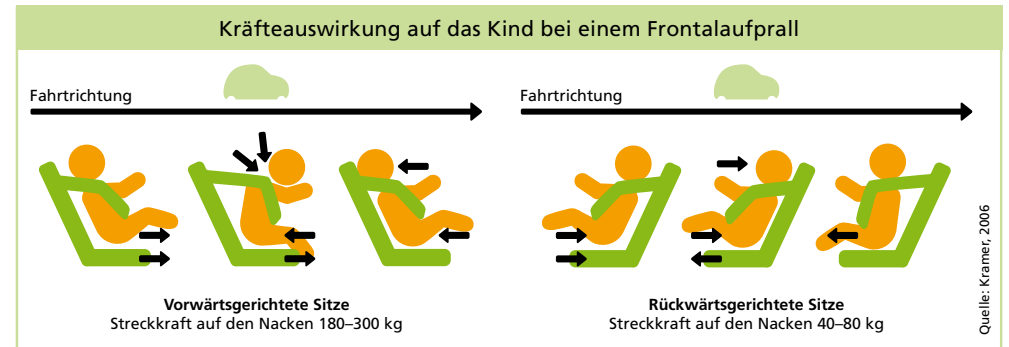 Kräfteauswirkung auf das Kind bei einem Frontalaufprall
Fahrtrichtung
Fahrtrichtung
Vorwärtsgerichtete Sitze
Streckkraft auf den Nacken 180–300 kg
Rückwärtsgerichtete Sitze
Streckkraft auf den Nacken 40–80 kg
Quelle: Kramer, 2006